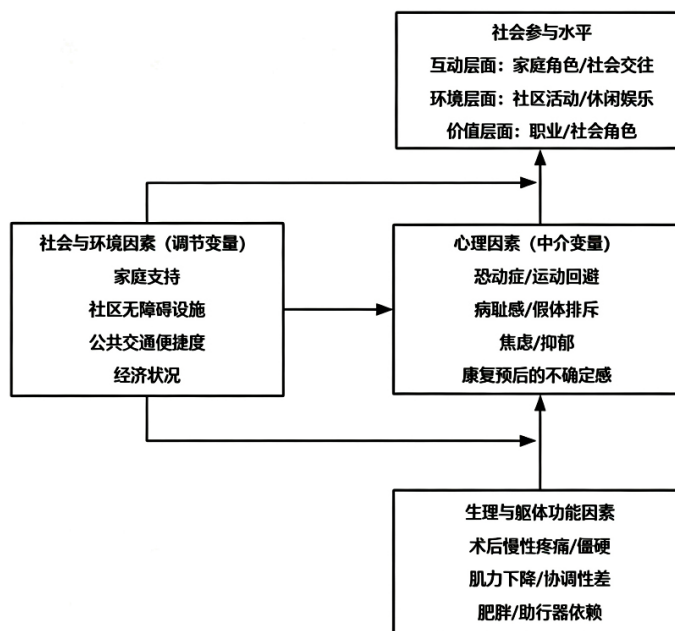 社会参与水平
互动层面：家庭角色/社会交往
环境层面：社区活动/休闲娱乐
价值层面：职业/社会角色
社会与环境因素（调节变量）
家庭支持
社区无障碍设施
公共交通便捷度
经济状况
心理因素（中介变量）
恐动症/运动回避
病耻感/假体排斥
焦虑/抑郁
康复预后的不确定感
生理与躯体功能因素
术后慢性疼痛/僵硬
肌力下降/协调性差
肥胖/助行器依赖